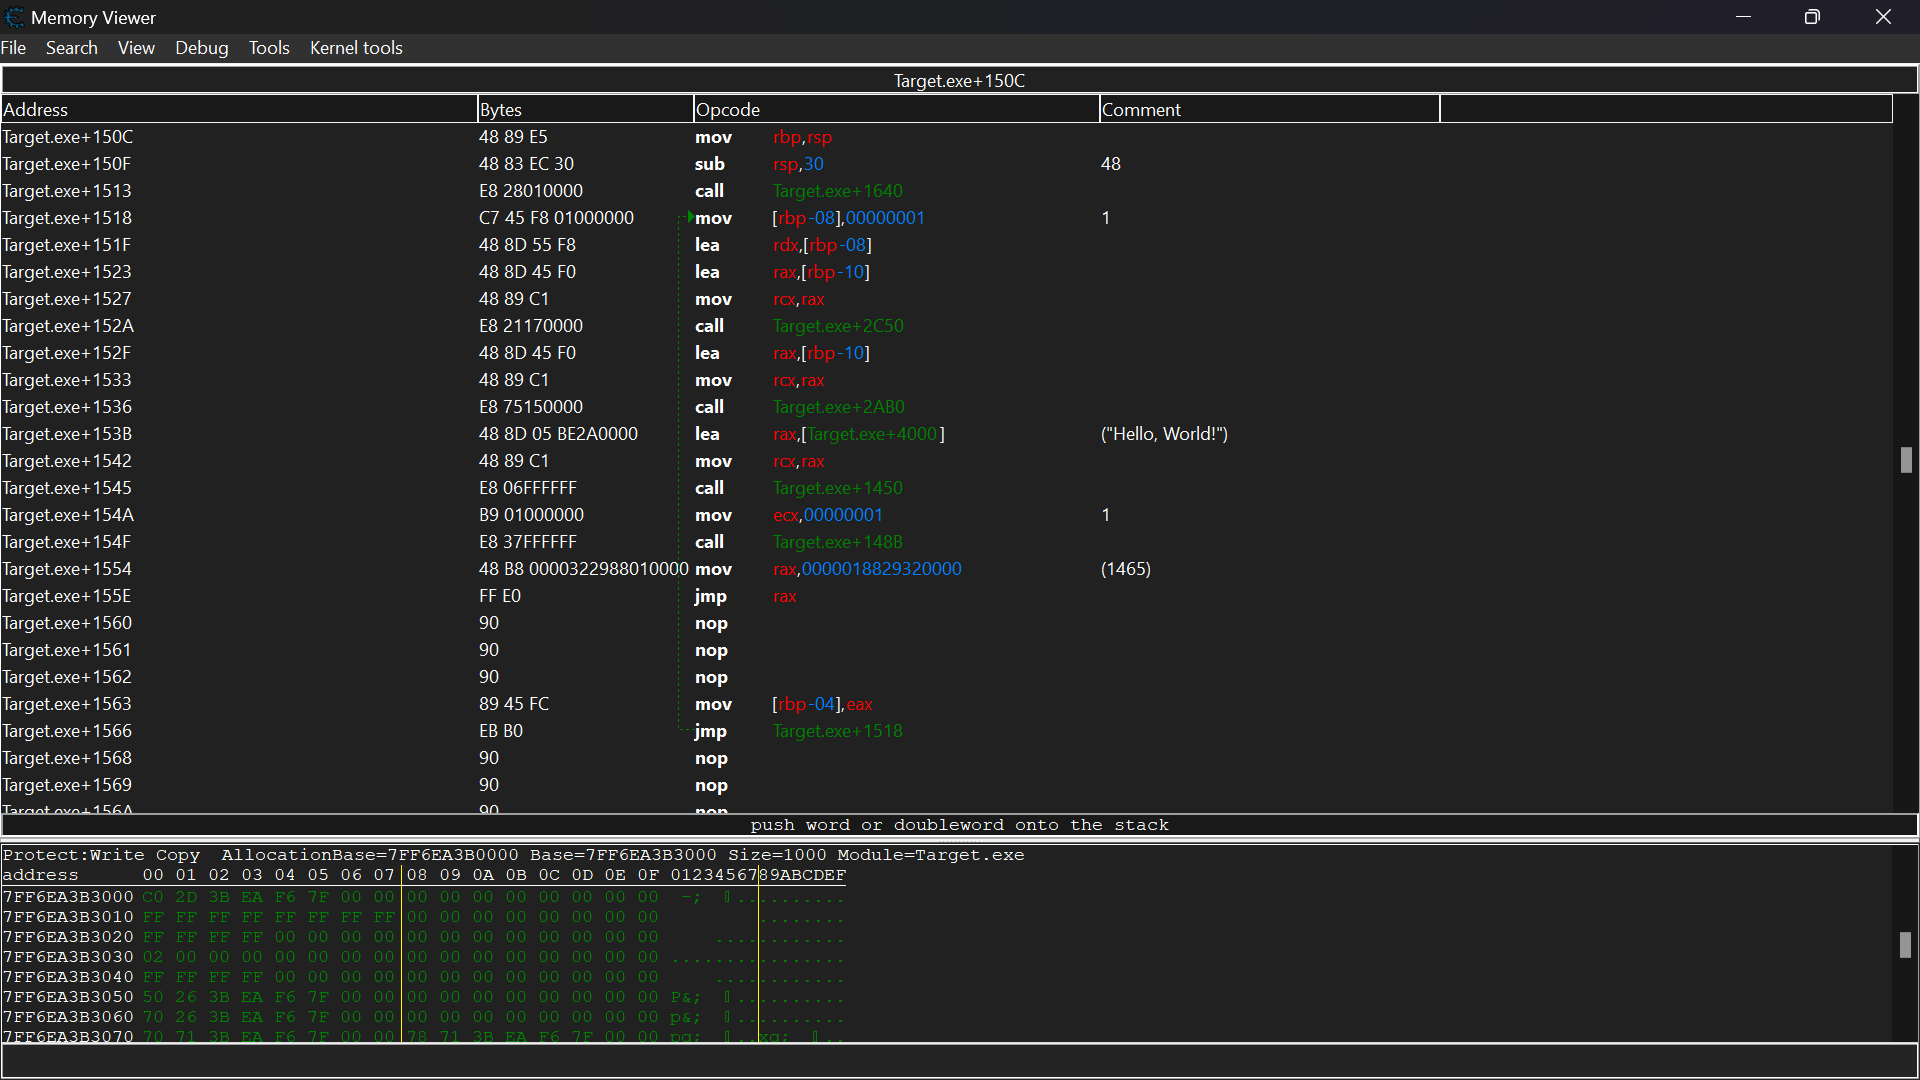 Memory Viewer
File Search View Debug Tools Kernel tools
Target.exe+150C
Address Bytes Opcode Comment
Target.exe+150C 48 89 E5 mov rbp,rsp
Target.exe+150F 48 83 EC 30 sub rsp,30 48
Target.exe+1513 E8 28010000 call Target.exe+1640
Target.exe+1518 C7 45 F8 01000000 mov [rbp-08],00000001 1
Target.exe+151F 48 8D 55 F8 lea rdx,[rbp-08]
Target.exe+1523 48 8D 45 F0 lea rax,[rbp-10]
Target.exe+1527 48 89 C1 mov rcx,rax
Target.exe+152A E8 21170000 call Target.exe+2C50
Target.exe+152F 48 8D 45 F0 lea rax,[rbp-10]
Target.exe+1533 48 89 C1 mov rcx,rax
Target.exe+1536 E8 75150000 call Target.exe+2AB0
Target.exe+153B 48 8D 05 BE2A0000 lea rax,[Target.exe+4000] ("Hello, World!")
Target.exe+1542 48 89 C1 mov rcx,rax
Target.exe+1545 E8 06FFFFFF call Target.exe+1450
Target.exe+154A B9 01000000 mov ecx,00000001 1
Target.exe+154F E8 37FFFFFF call Target.exe+148B
Target.exe+1554 48 B8 0000322988010000 mov rax,0000018829320000 (1465)
Target.exe+155E FF E0 jmp rax
Target.exe+1560 90 nop
Target.exe+1561 90 nop
Target.exe+1562 90 nop
Target.exe+1563 89 45 FC mov [rbp-04],eax
Target.exe+1566 EB B0 jmp Target.exe+1518
Target.exe+1568 90 nop
Target.exe+1569 90 nop
Target.exe+156A 90 nop
push word or doubleword onto the stack
Protect:Write Copy AllocationBase=7FF6EA3B0000 Base=7FF6EA3B3000 Size=1000 Module=Target.exe
address 00 01 02 03 04 05 06 07 08 09 0A 0B 0C 0D 0E 0F 0123456789ABCDEF
7FF6EA3B3000 C0 2D 3B EA F6 7F 00 00 00 00 00 00 00 00 00 00 -; ..........
7FF6EA3B3010 FF FF FF FF FF FF FF FF 00 00 00 00 00 00 00 00 ........
7FF6EA3B3020 FF FF FF FF 00 00 00 00 00 00 00 00 00 00 00 00 ............
7FF6EA3B3030 02 00 00 00 00 00 00 00 00 00 00 00 00 00 00 00 ................
7FF6EA3B3040 FF FF FF FF 00 00 00 00 00 00 00 00 00 00 00 00 ............
7FF6EA3B3050 50 26 3B EA F6 7F 00 00 00 00 00 00 00 00 00 00 P&; ..........
7FF6EA3B3060 70 26 3B EA F6 7F 00 00 00 00 00 00 00 00 00 00 p&; ..........
7FF6EA3B3070 70 71 3B EA F6 7F 00 00 78 71 3B EA F6 7F 00 00 pq; ..xq; ..